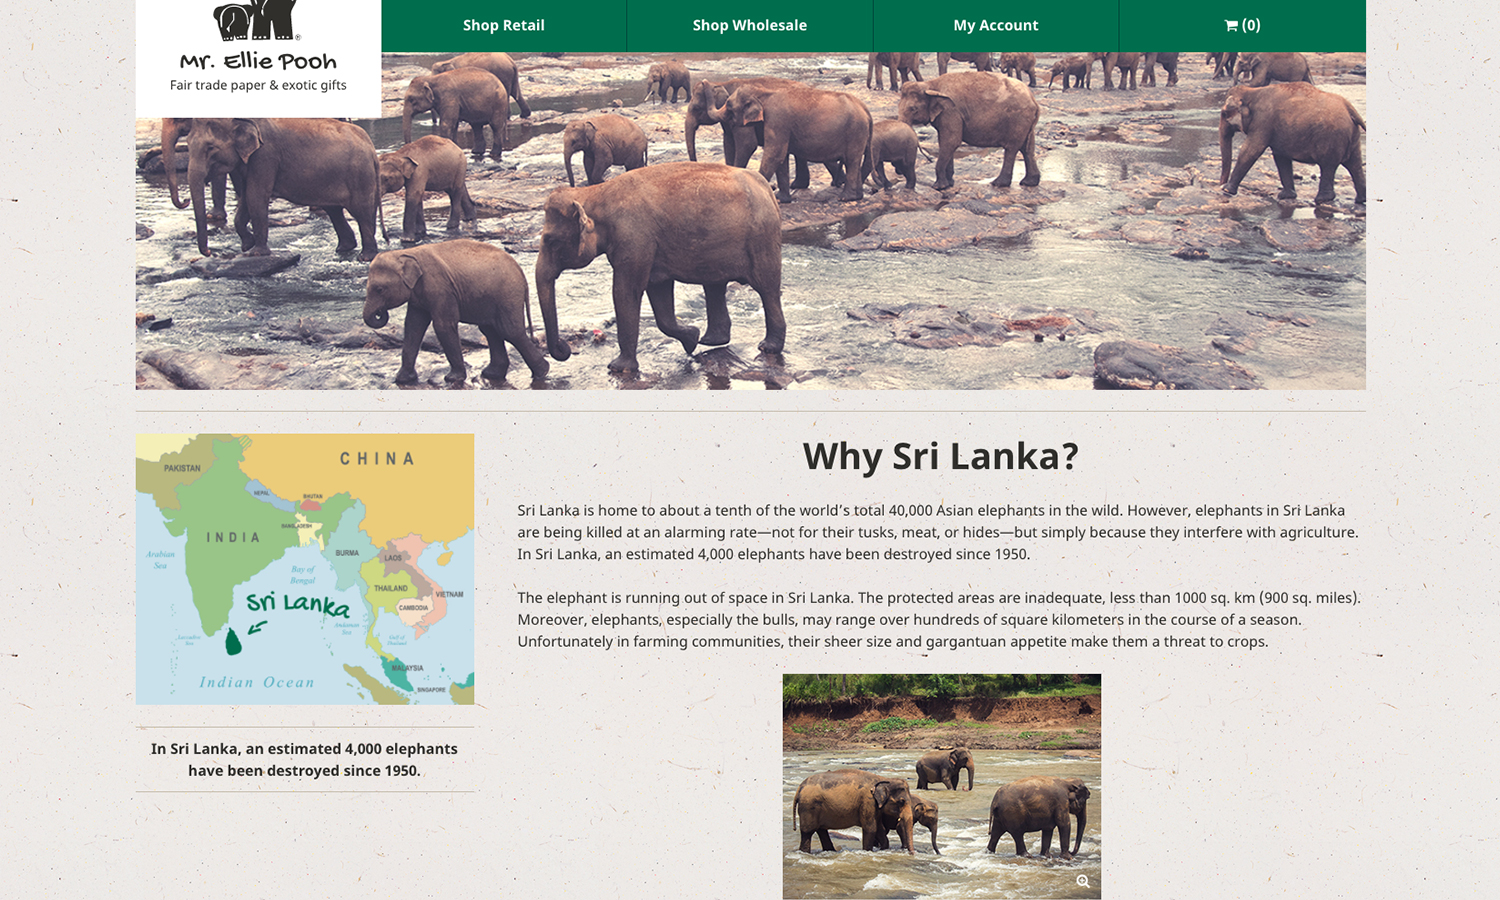 Mr. Ellie Pooh
Fair trade paper & exotic gifts
Shop Retail
Shop Wholesale
My Account
(0)
CHINA
PAKISTAN
NEPAL
BHUTAN
BANGLADESH
INDIA
BURMA
LAOS
Arabian
Sea
Bay of
Bengal
THAILAND
VIETNAM
CAMBODIA
Sri Lanka
Andaman
Sea
Gulf of
Thailand
MALAYSIA
SINGAPORE
Indian Ocean
In Sri Lanka, an estimated 4,000 elephants
have been destroyed since 1950.
Why Sri Lanka?
Sri Lanka is home to about a tenth of the world’s total 40,000 Asian elephants in the wild. However, elephants in Sri Lanka
are being killed at an alarming rate—not for their tusks, meat, or hides—but simply because they interfere with agriculture.
In Sri Lanka, an estimated 4,000 elephants have been destroyed since 1950.
The elephant is running out of space in Sri Lanka. The protected areas are inadequate, less than 1000 sq. km (900 sq. miles).
Moreover, elephants, especially the bulls, may range over hundreds of square kilometers in the course of a season.
Unfortunately in farming communities, their sheer size and gargantuan appetite make them a threat to crops.